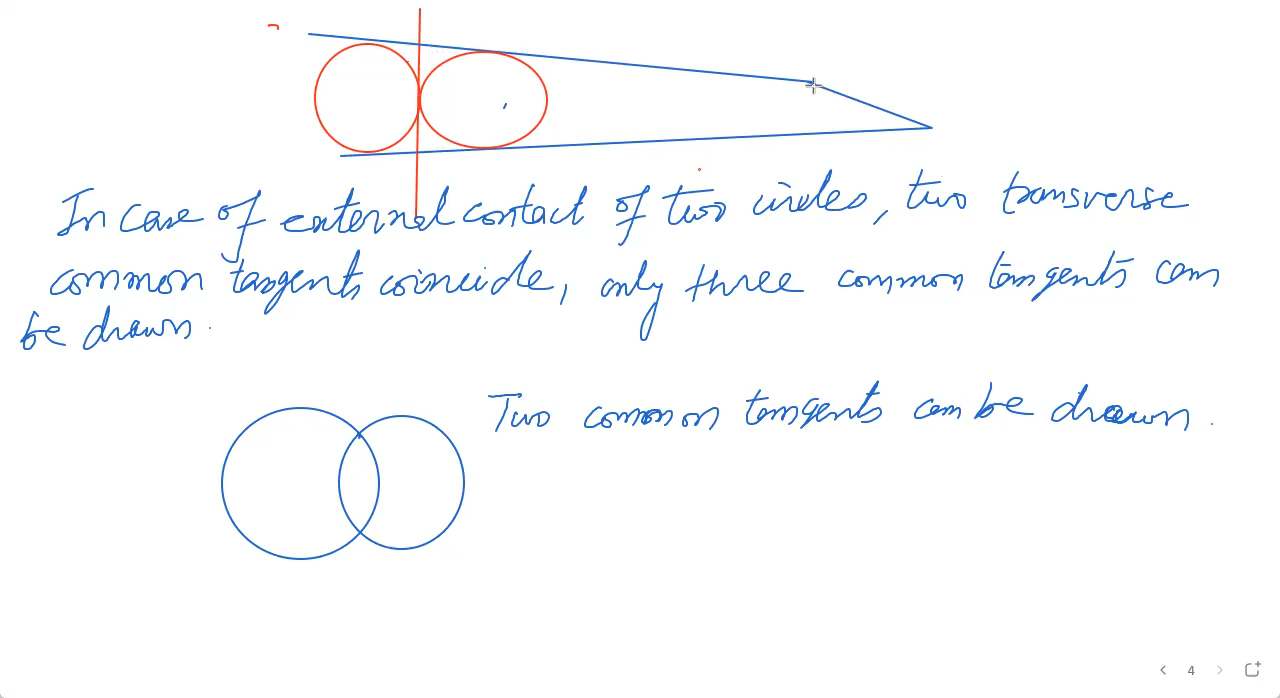 In case of external contact of two circles, two transverse
common tangents coincide, only three common tangents can
be drawn.
Two common tangents can be drawn.
4